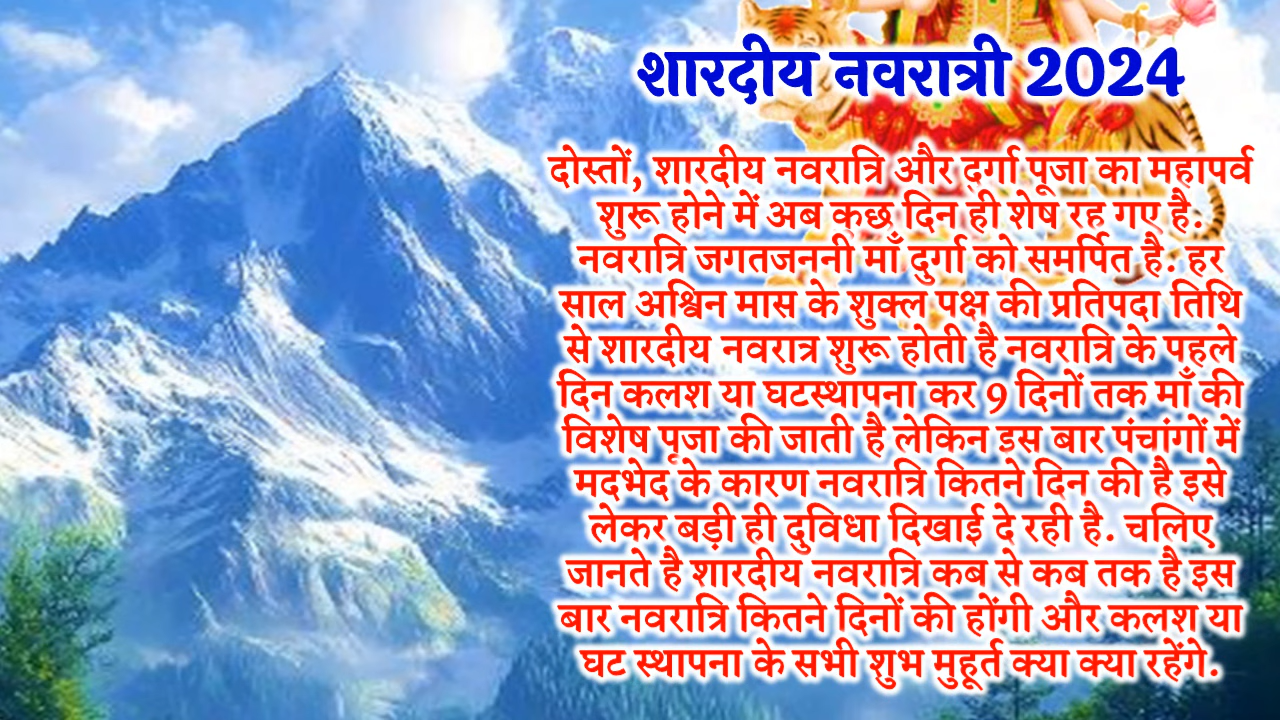 शारदीय नवरात्री 2024
दोस्तों, शारदीय नवरात्रि और दुर्गा पूजा का महापर्व
शुरू होने में अब कुछ दिन ही शेष रह गए है.
नवरात्रि जगतजननी माँ दुर्गा को समर्पित है. हर
साल अश्विन मास के शुक्ल पक्ष की प्रतिपदा तिथि
से शारदीय नवरात्र शुरू होती है नवरात्रि के पहले
दिन कलश या घटस्थापना कर 9 दिनों तक माँ की
विशेष पूजा की जाती है लेकिन इस बार पंचांगों में
मदभेद के कारण नवरात्रि कितने दिन की है इसे
लेकर बड़ी ही दुविधा दिखाई दे रही है. चलिए
जानते है शारदीय नवरात्रि कब से कब तक है इस
बार नवरात्रि कितने दिनों की होंगी और कलश या
घट स्थापना के सभी शुभ मुहूर्त क्या क्या रहेंगे.